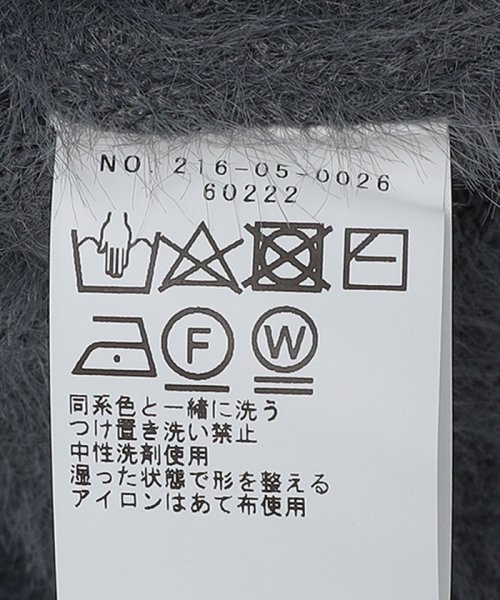 NO. 216-05-0026
60222
F W
同系色と一緒に洗う
つけ置き洗い禁止
中性洗剤使用
湿った状態で形を整える
アイロンはあて布使用